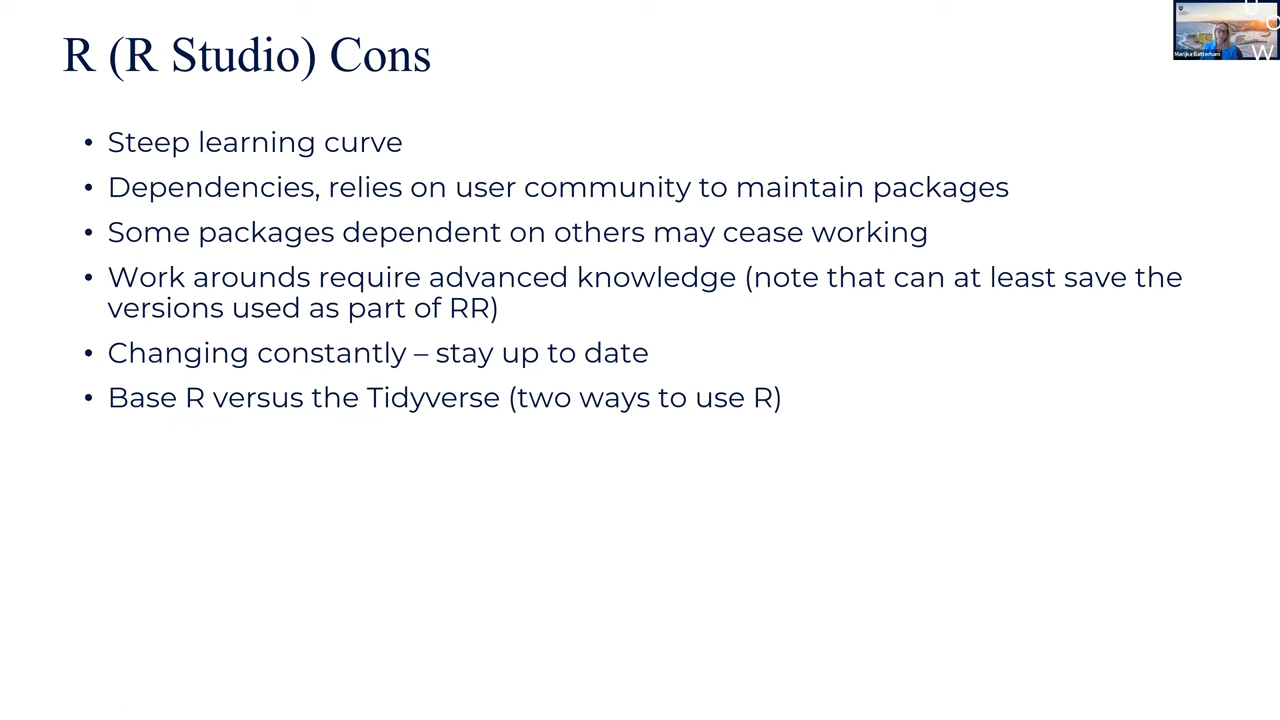 R (R Studio) Cons
• Steep learning curve
• Dependencies, relies on user community to maintain packages
• Some packages dependent on others may cease working
• Work arounds require advanced knowledge (note that can at least save the
versions used as part of RR)
• Changing constantly – stay up to date
• Base R versus the Tidyverse (two ways to use R)
U
O
W
Marijka Batterham